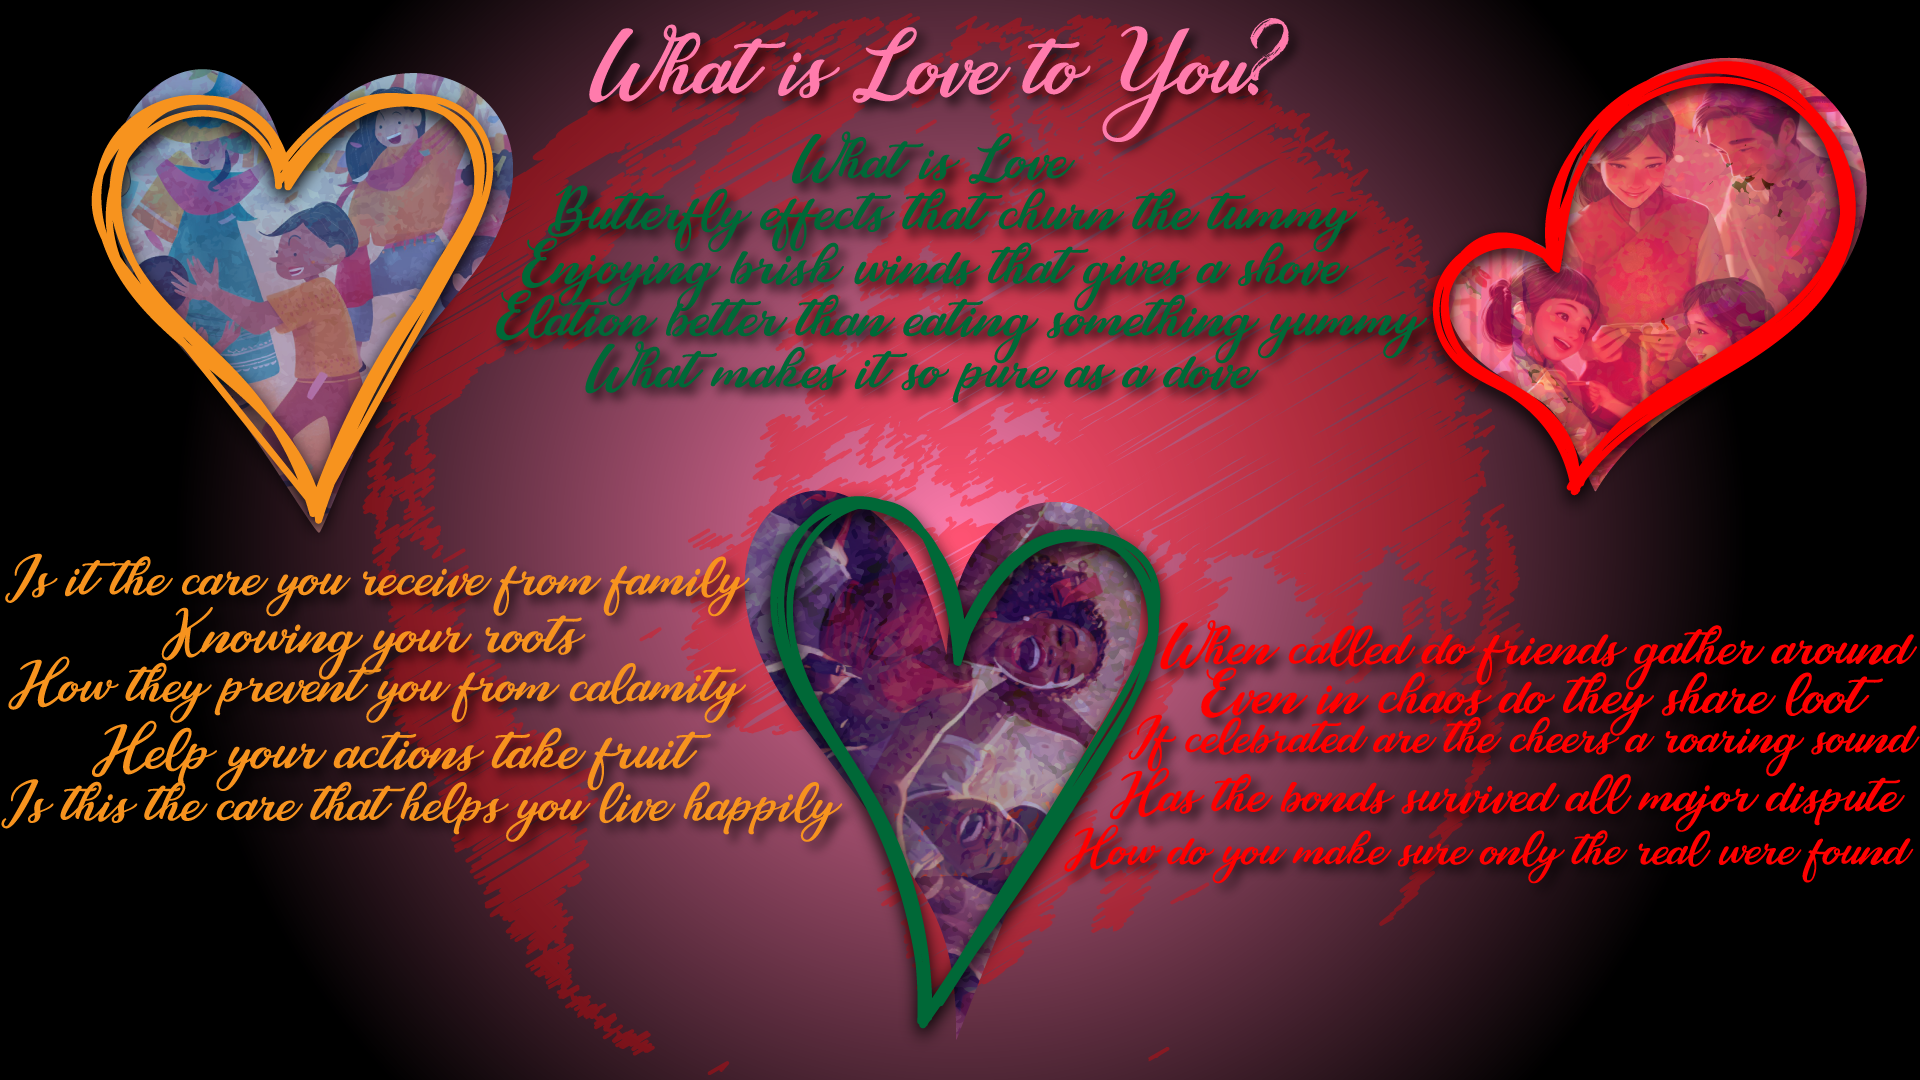 What is Love to You?
What is Love
Butterfly effects that churn the tummy
Enjoying brisk winds that gives a shove
Elation better than eating something yummy
What makes it so pure as a dove
Is it the care you receive from family
Knowing your roots
How they prevent you from calamity
Help your actions take fruit
Is this the care that helps you live happily
When called do friends gather around
Even in chaos do they share loot
If celebrated are the cheers a roaring sound
Has the bonds survived all major dispute
How do you make sure only the real were found